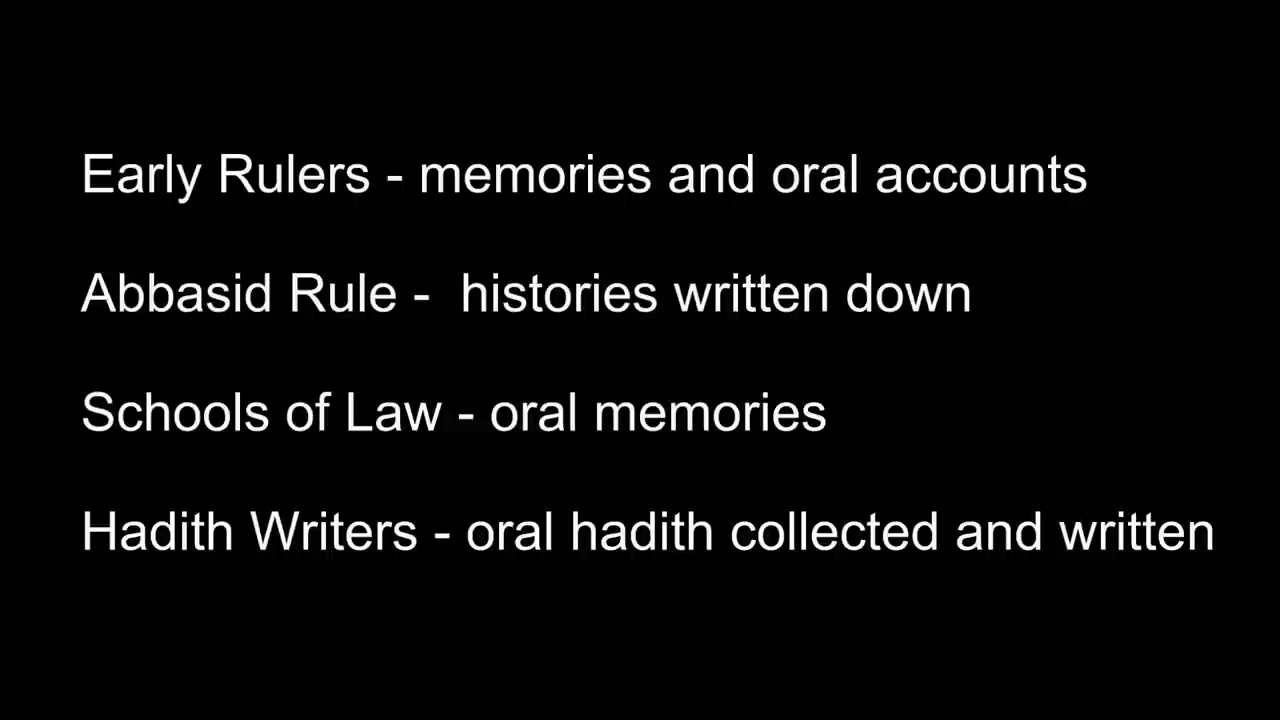 Early Rulers - memories and oral accounts
Abbasid Rule -  histories written down
Schools of Law - oral memories
Hadith Writers - oral hadith collected and written